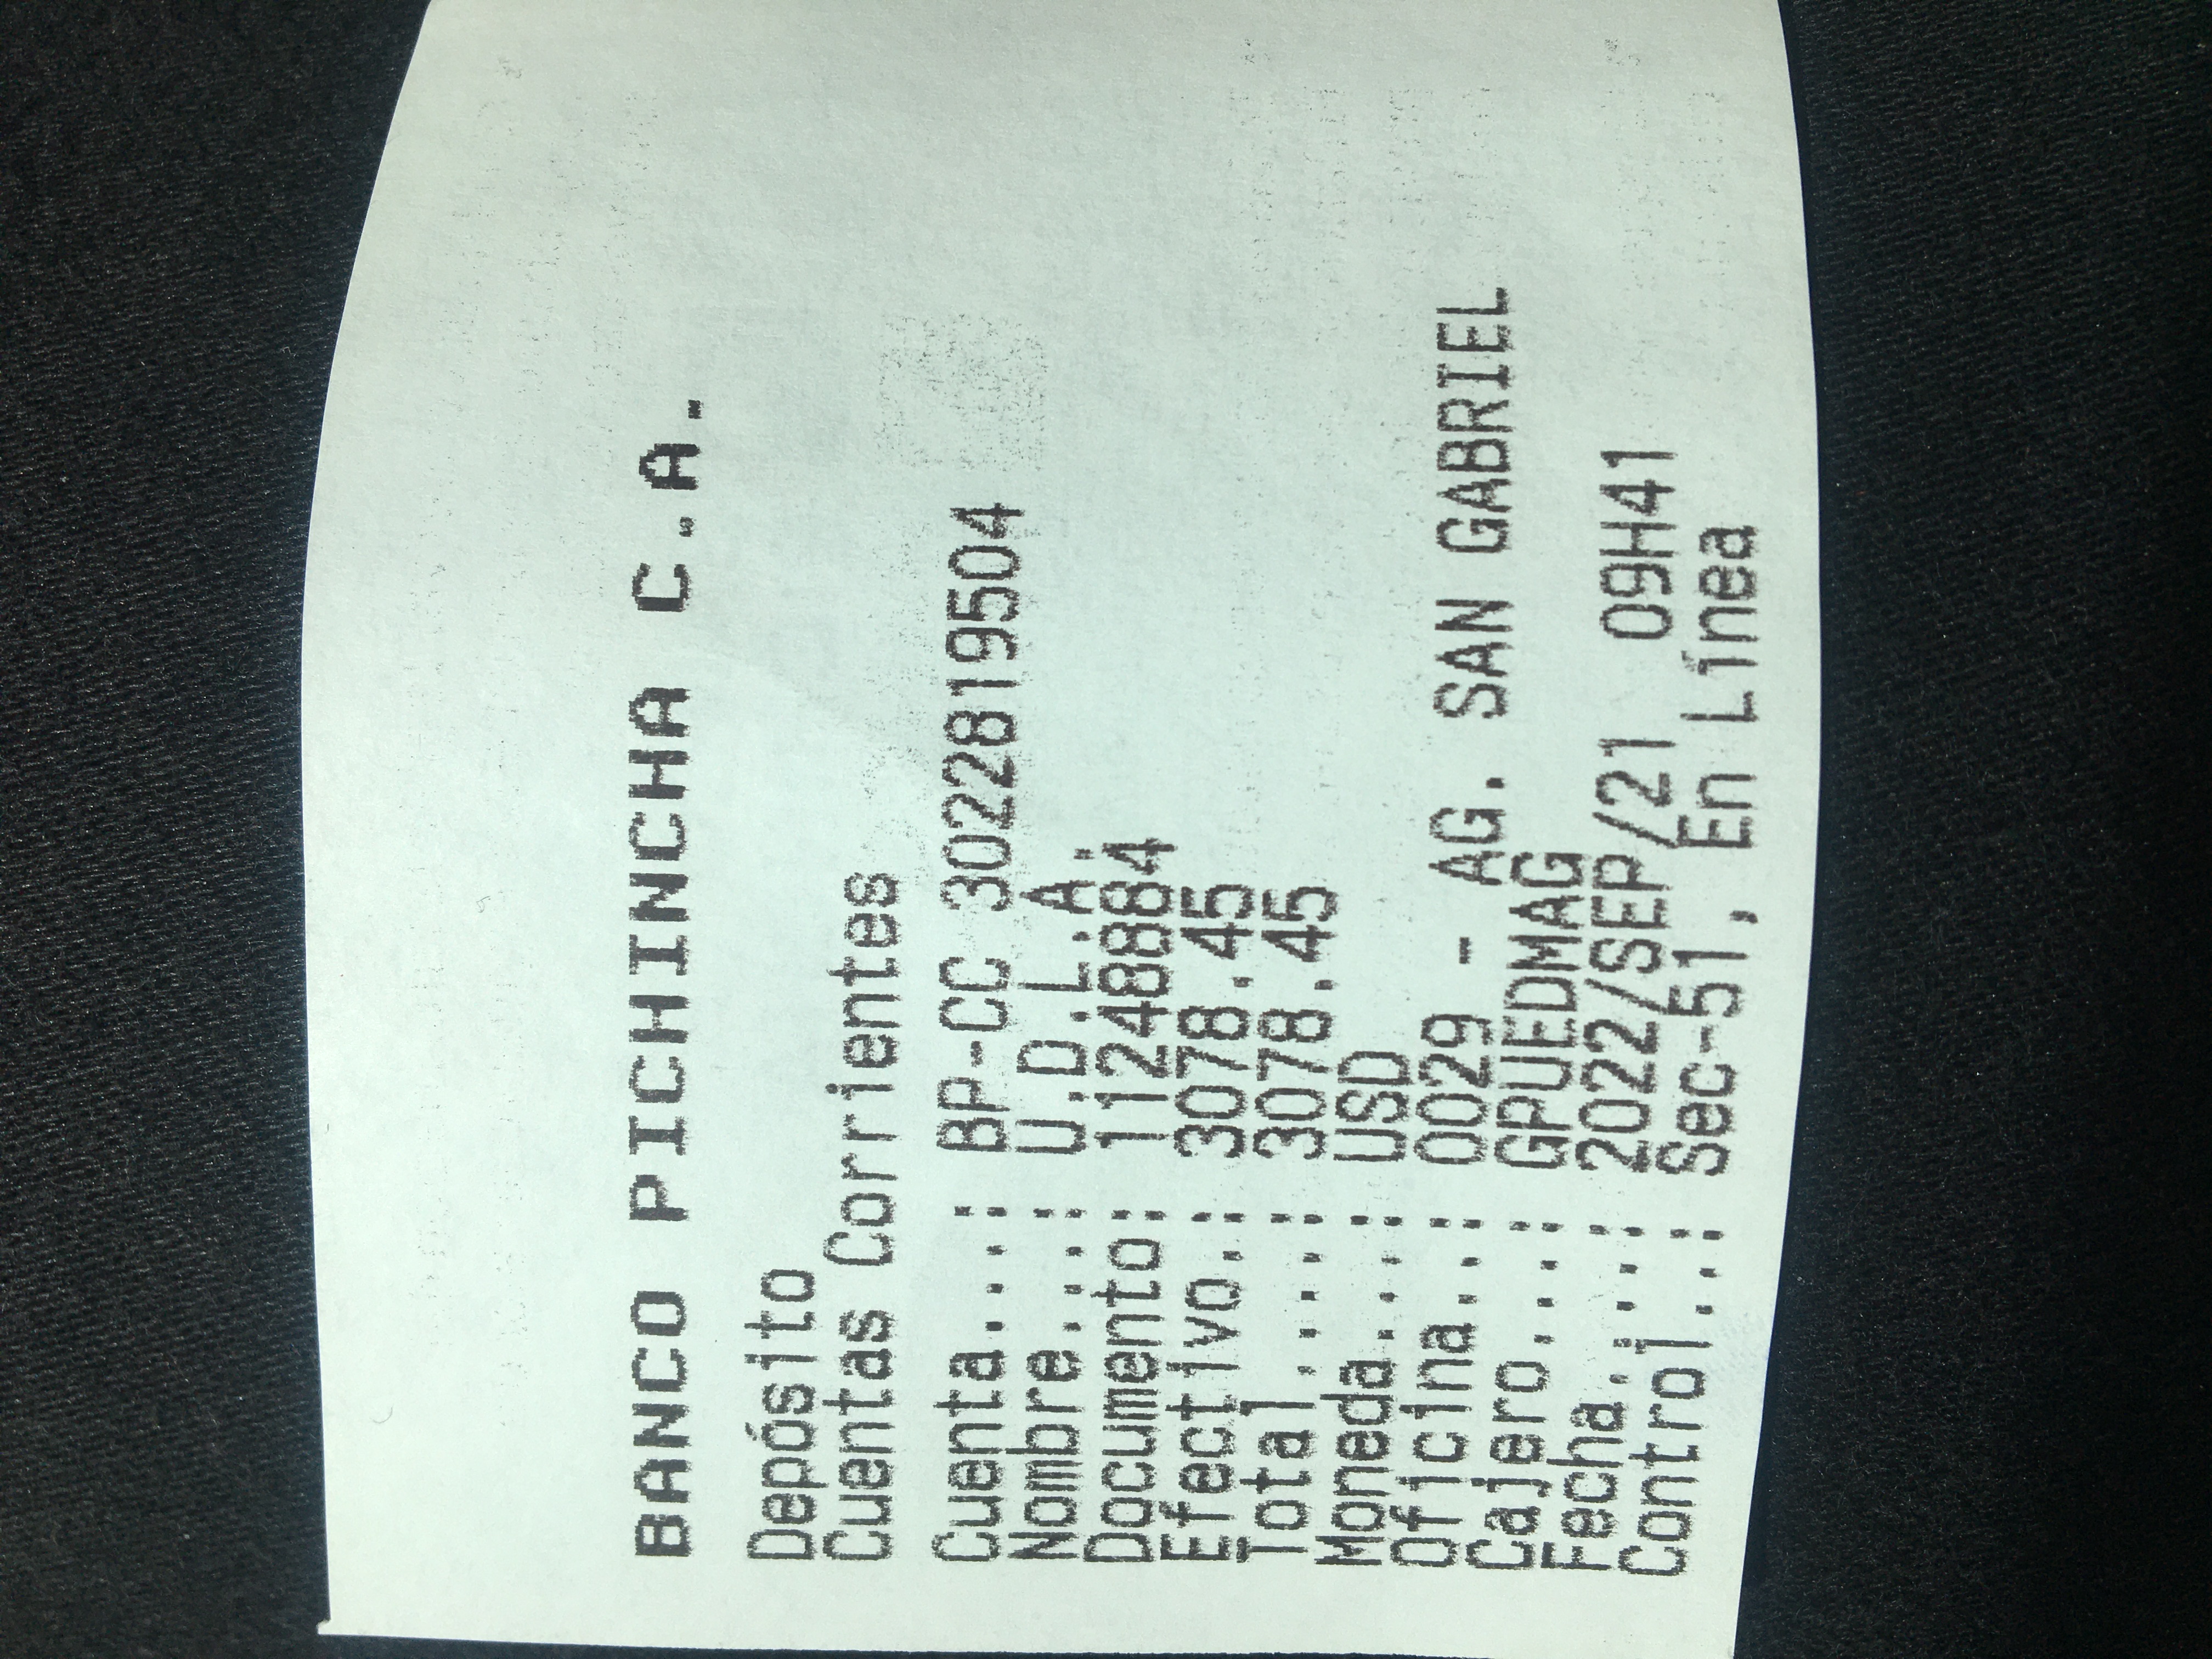 BANCO PICHINCHA C.A.
Depósito
Cuentas Corrientes
Cuenta....: BP-CC 3022819504
Nombre....: U.D.L.A.
Documento: 112488884
Efectivo.: 3078.45
Total.....: 3078.45
Moneda....: USD
Oficina...: 0029 - AG. SAN GABRIEL
Cajero....: GPUEDMAG
Fecha.....: 2022/SEP/21 09H41
Control...: Sec-51, En Línea